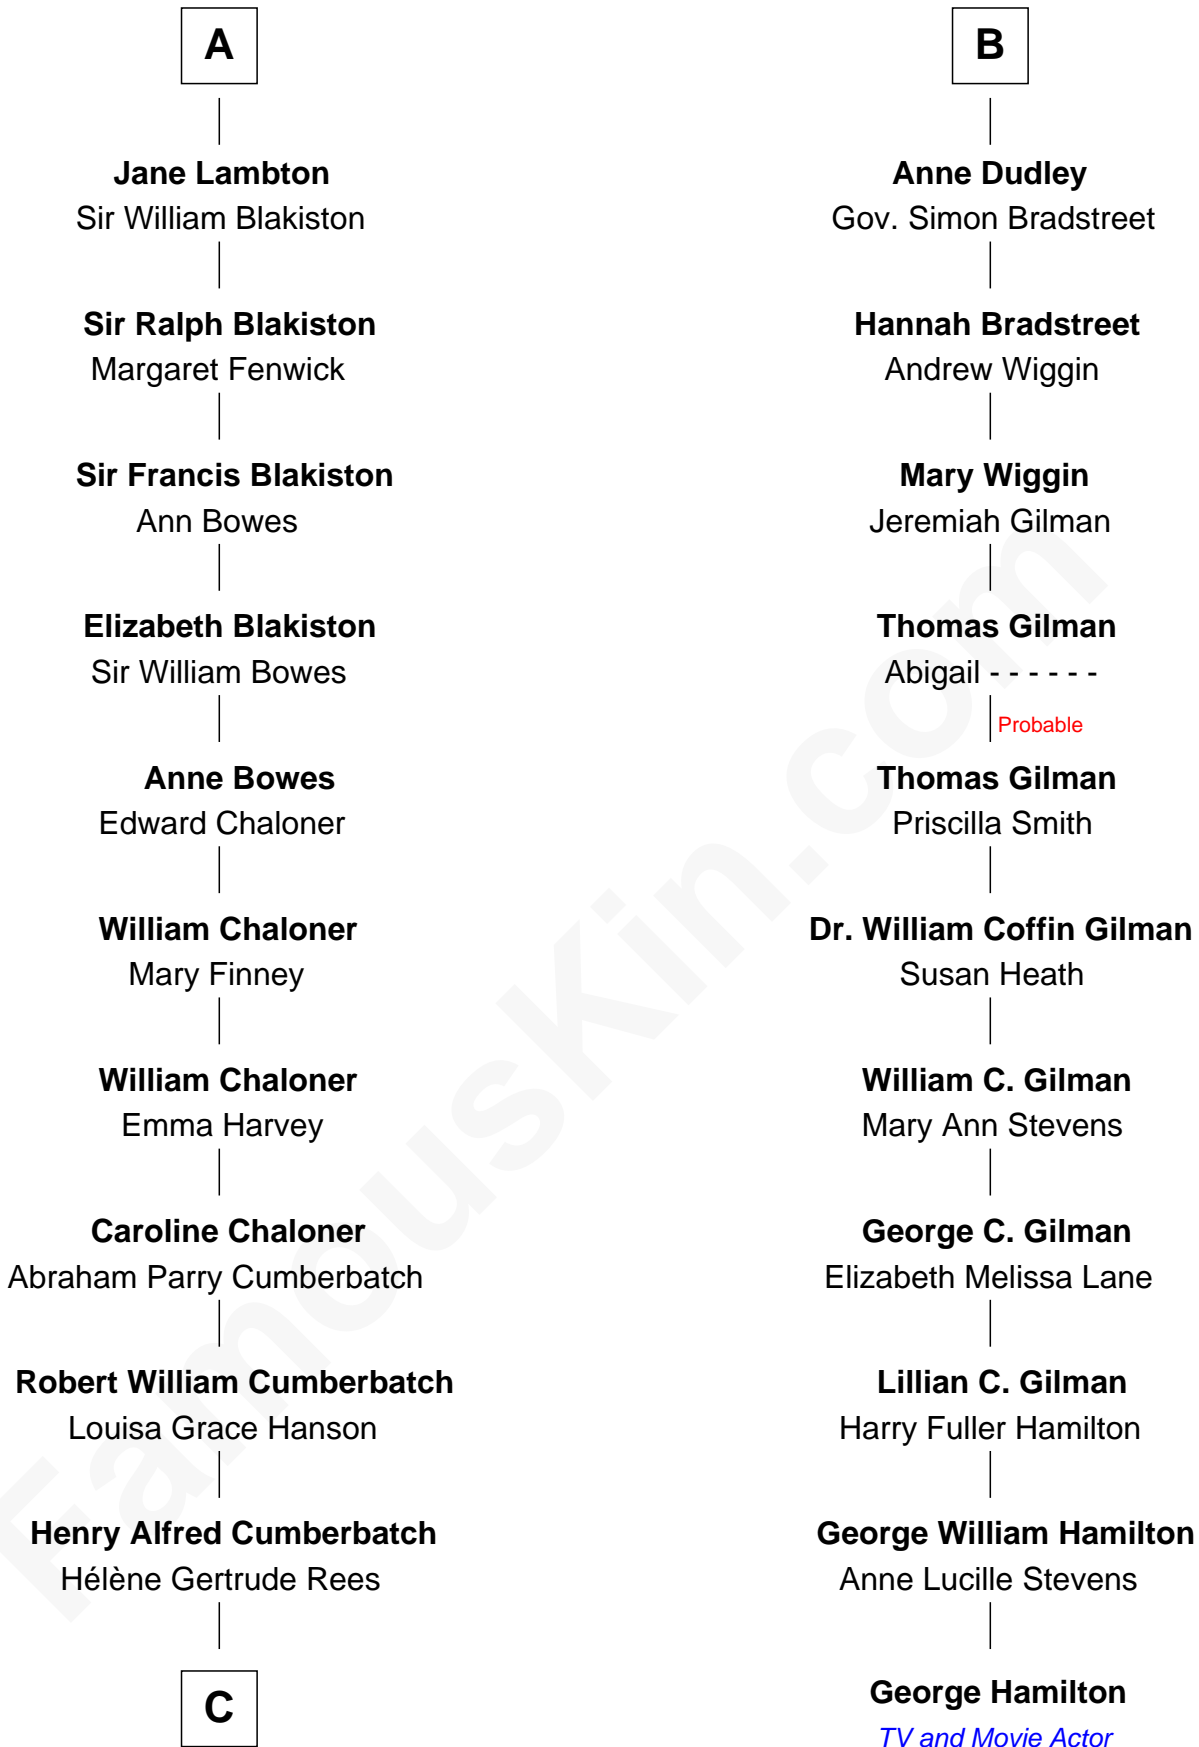 A
Jane Lambton
Sir William Blakiston
Sir Ralph Blakiston
Margaret Fenwick
Sir Francis Blakiston
Ann Bowes
Elizabeth Blakiston
Sir William Bowes
Anne Bowes
Edward Chaloner
William Chaloner
Mary Finney
William Chaloner
Emma Harvey
Caroline Chaloner
Abraham Parry Cumberbatch
Robert William Cumberbatch
Louisa Grace Hanson
Henry Alfred Cumberbatch
Hélène Gertrude Rees
C
B
Anne Dudley
Gov. Simon Bradstreet
Hannah Bradstreet
Andrew Wiggin
Mary Wiggin
Jeremiah Gilman
Thomas Gilman
Abigail - - - - - -
Probable
Thomas Gilman
Priscilla Smith
Dr. William Coffin Gilman
Susan Heath
William C. Gilman
Mary Ann Stevens
George C. Gilman
Elizabeth Melissa Lane
Lillian C. Gilman
Harry Fuller Hamilton
George William Hamilton
Anne Lucille Stevens
George Hamilton
TV and Movie Actor
FamousKin.com